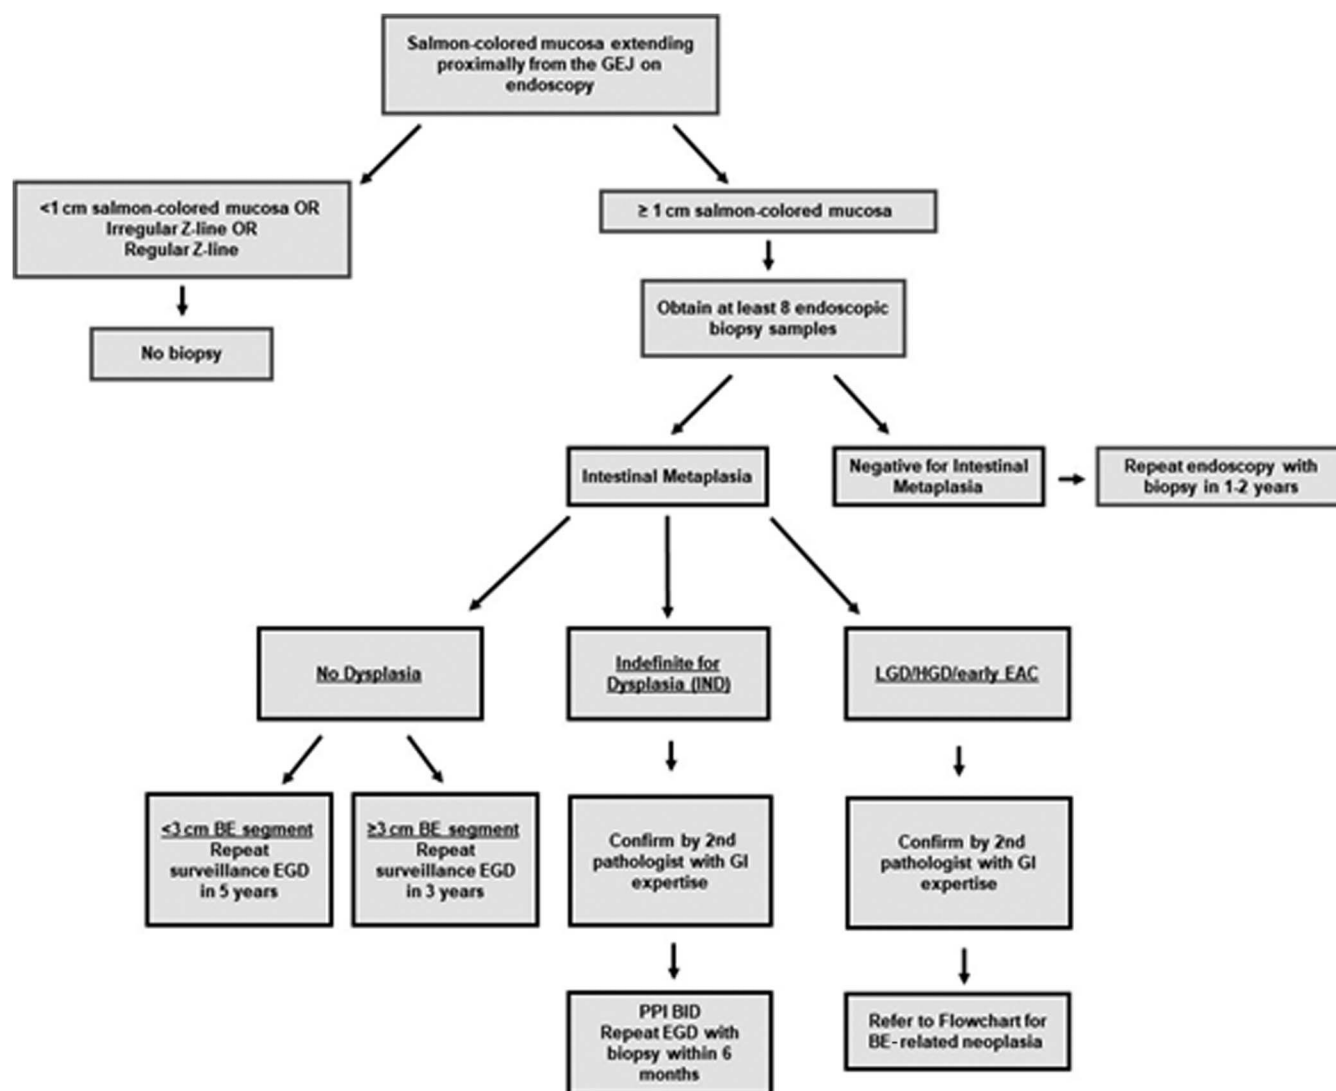 Salmon-colored mucosa extending
proximally from the GEJ on
endoscopy
<1 cm salmon-colored mucosa OR
Irregular Z-line OR
Regular Z-line
≥ 1 cm salmon-colored mucosa
No biopsy
Obtain at least 8 endoscopic
biopsy samples
Intestinal Metaplasia
Negative for Intestinal
Metaplasia
Repeat endoscopy with
biopsy in 1-2 years
No Dysplasia
Indefinite for
Dysplasia (IND)
LGD/HGD/early EAC
<3 cm BE segment
Repeat
surveillance EGD
in 5 years
≥3 cm BE segment
Repeat
surveillance EGD
in 3 years
Confirm by 2nd
pathologist with GI
expertise
Confirm by 2nd
pathologist with GI
expertise
PPI BID
Repeat EGD with
biopsy within 6
months
Refer to Flowchart for
BE-related neoplasia